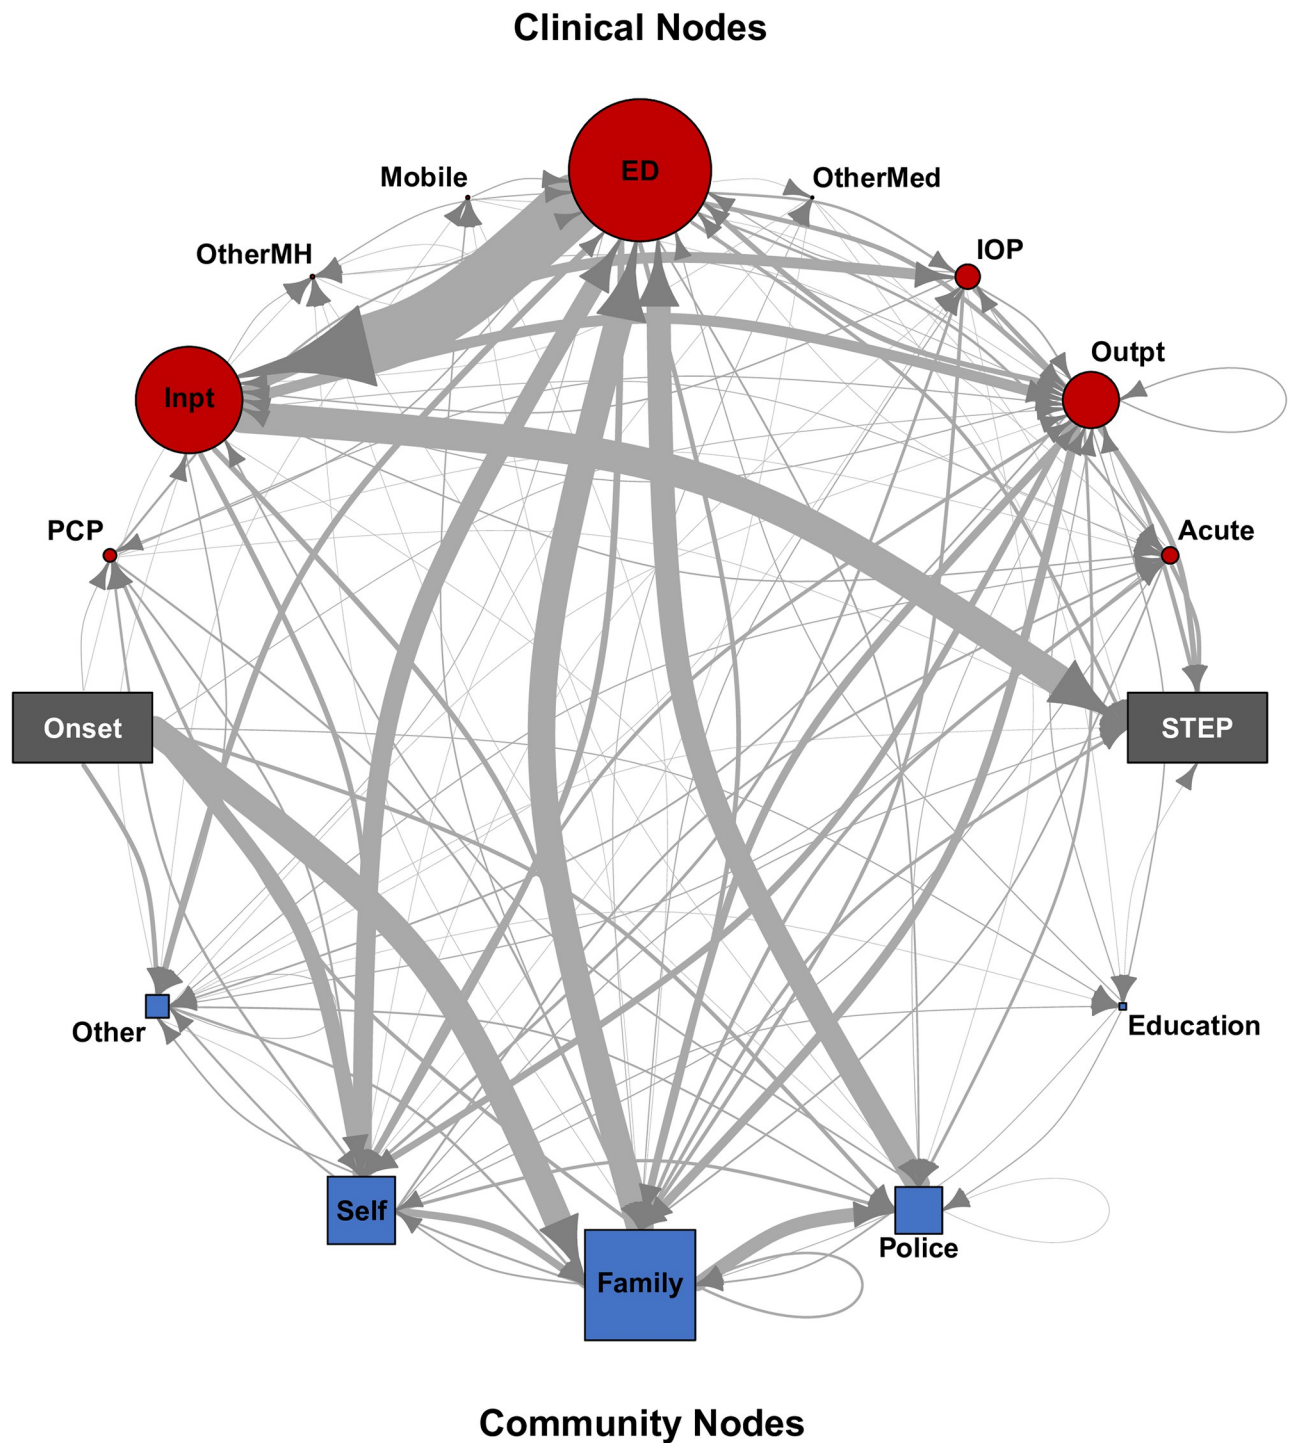 Clinical Nodes
ED
Mobile
OtherMed
OtherMH
IOP
Inpt
Outpt
PCP
Acute
Onset
STEP
Other
Education
Self
Police
Family
Community Nodes